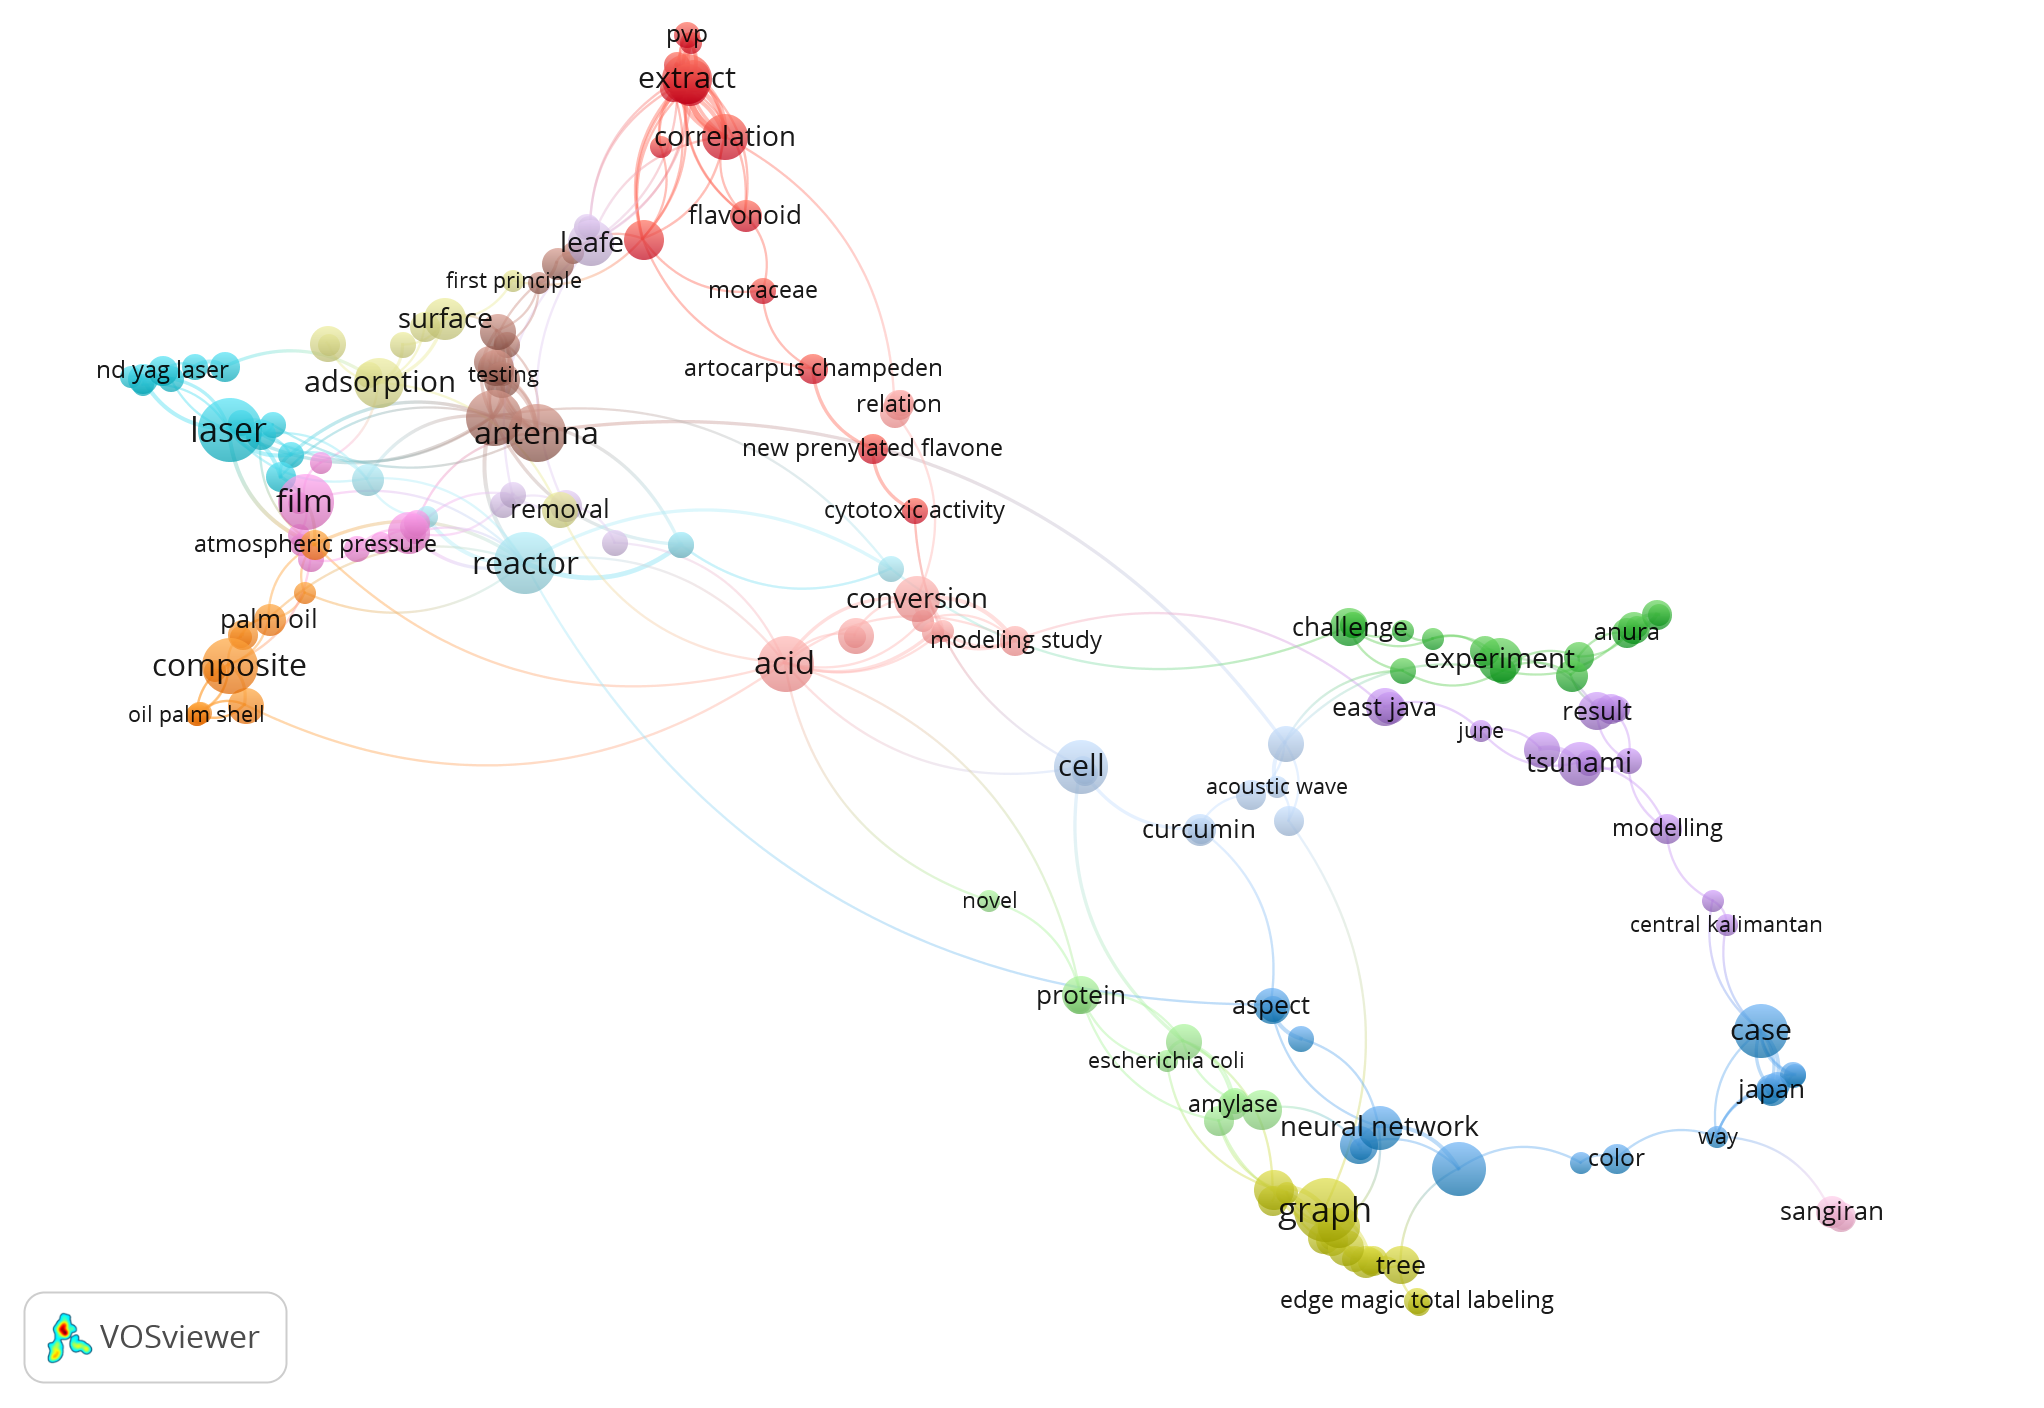 pvp
extract
correlation
flavonoid
leafe
first principle
moraceae
surface
nd yag laser
adsorption
testing
artocarpus champeden
relation
laser
antenna
new prenylated flavone
film
removal
cytotoxic activity
atmospheric pressure
reactor
conversion
palm oil
challenge
anura
modeling study
composite
acid
experiment
oil palm shell
east java
result
june
cell
tsunami
acoustic wave
curcumin
modelling
novel
central kalimantan
protein
aspect
case
escherichia coli
japan
amylase
neural network
way
color
graph
sangiran
tree
edge magic total labeling
VOSviewer